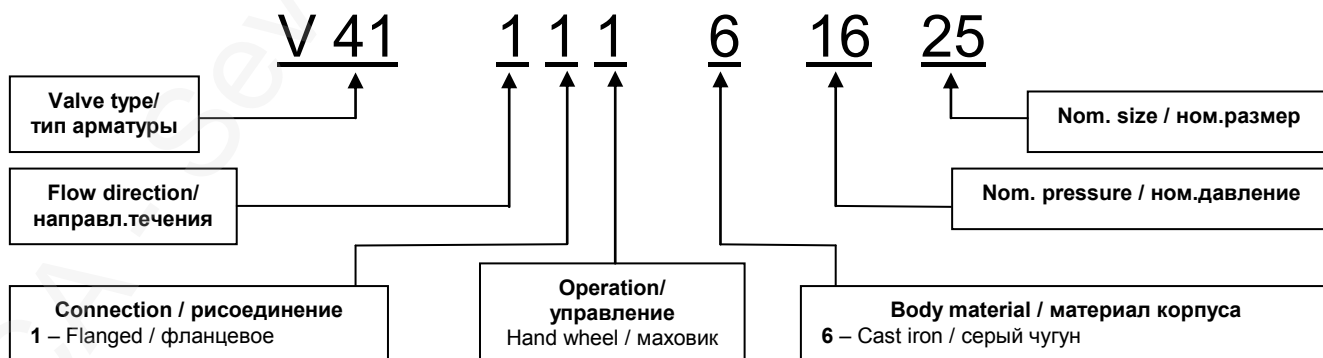 V 41 1 1 1 6 16 25
Valve type/
тип арматуры
Nom. size / ном.размер
Flow direction/
направл.течения
Nom. pressure / ном.давление
Connection / рисоединение
1 – Flanged / фланцевое
Operation/
управление
Hand wheel / маховик
Body material / материал корпуса
6 – Cast iron / серый чугун